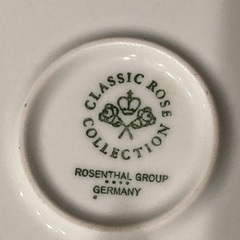 CLASSIC ROSE
COLLECTION
ROSENTHAL GROUP
GERMANY